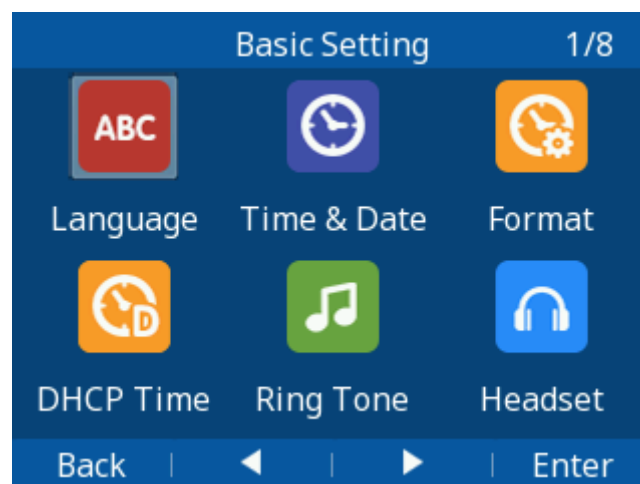 Basic Setting 1/8
ABC
Language Time & Date Format
D
DHCP Time Ring Tone Headset
Back Enter